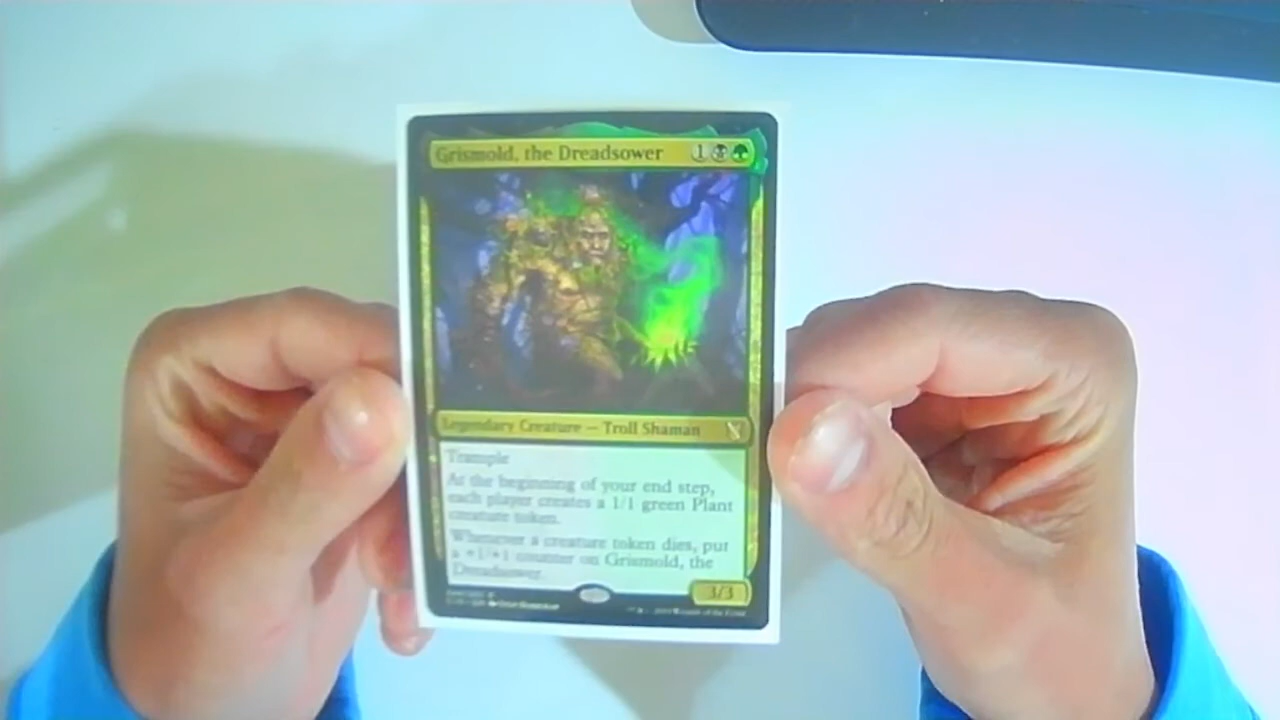 Grismold, the Dreadsower 1
Legendary Creature — Troll Shaman
Trample
At the beginning of your end step,
each player creates a 1/1 green Plant
creature token.
Whenever a creature token dies, put
a +1/+1 counter on Grismold, the
Dreadsower.
3/3